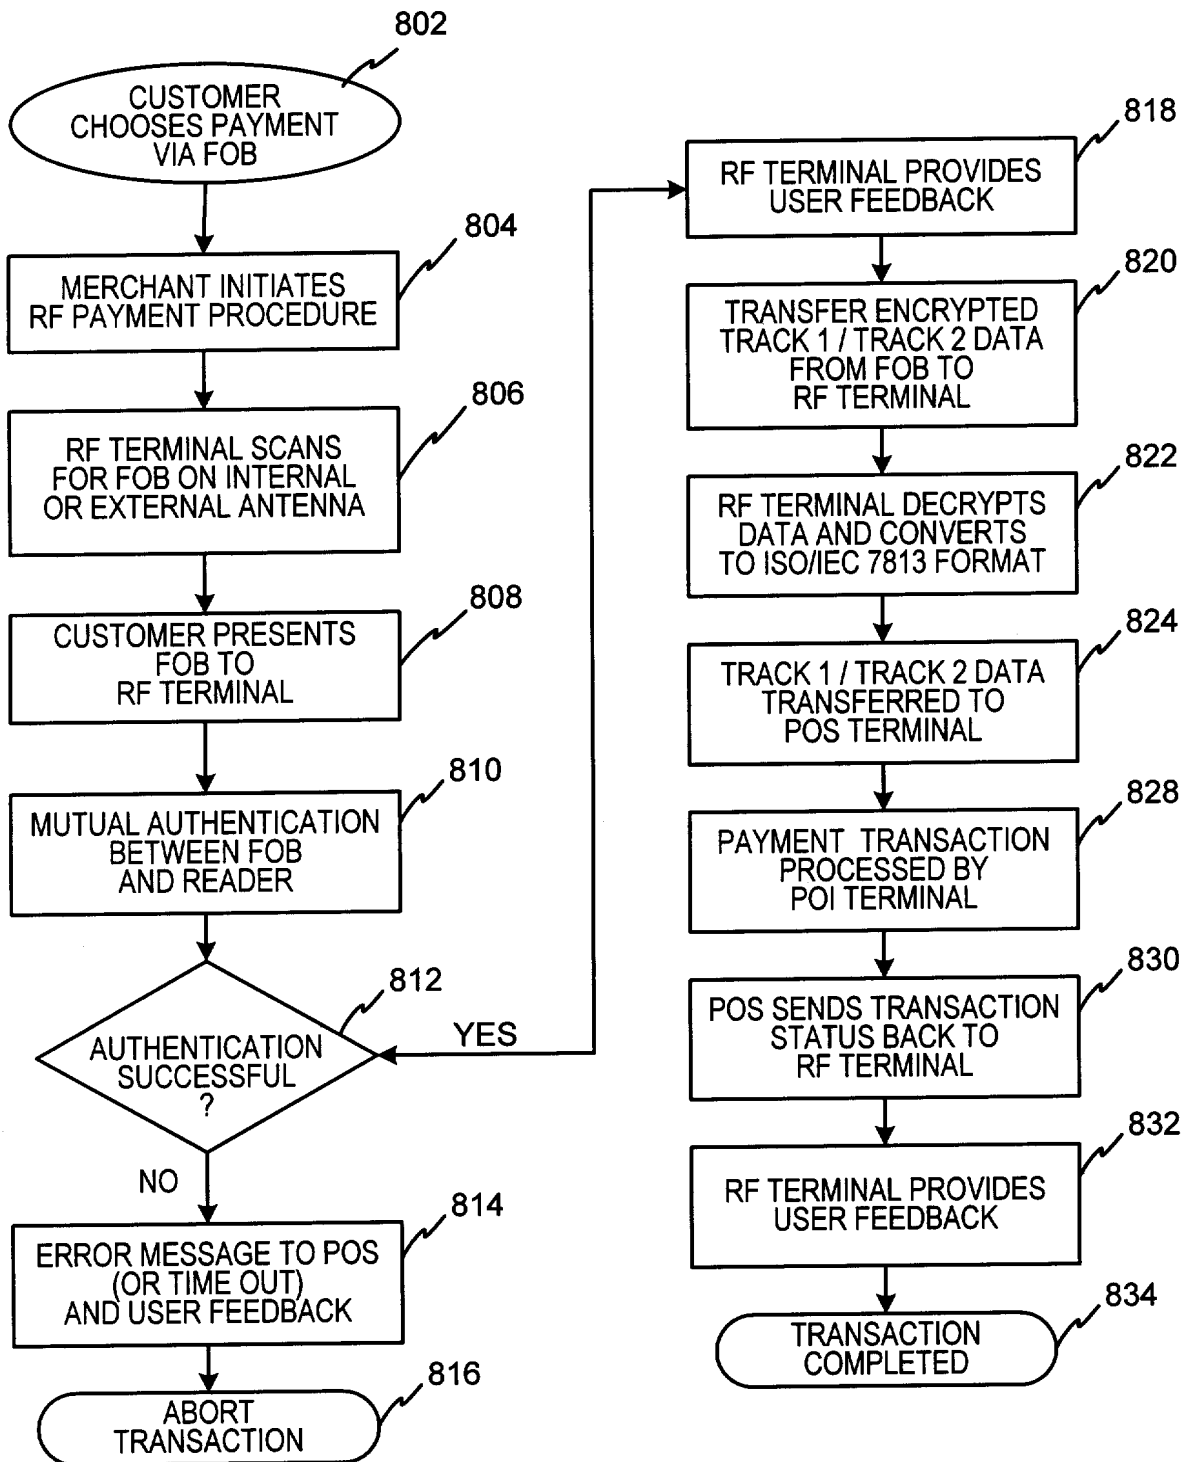 802
CUSTOMER
CHOOSES PAYMENT
VIA FOB
804
MERCHANT INITIATES
RF PAYMENT PROCEDURE
806
RF TERMINAL SCANS
FOR FOB ON INTERNAL
OR EXTERNAL ANTENNA
808
CUSTOMER PRESENTS
FOB TO
RF TERMINAL
810
MUTUAL AUTHENTICATION
BETWEEN FOB
AND READER
812
AUTHENTICATION
SUCCESSFUL
?
YES
NO
814
ERROR MESSAGE TO POS
(OR TIME OUT)
AND USER FEEDBACK
816
ABORT
TRANSACTION
818
RF TERMINAL PROVIDES
USER FEEDBACK
820
TRANSFER ENCRYPTED
TRACK 1 / TRACK 2 DATA
FROM FOB TO
RF TERMINAL
822
RF TERMINAL DECRYPTS
DATA AND CONVERTS
TO ISO/IEC 7813 FORMAT
824
TRACK 1 / TRACK 2 DATA
TRANSFERRED TO
POS TERMINAL
828
PAYMENT TRANSACTION
PROCESSED BY
POI TERMINAL
830
POS SENDS TRANSACTION
STATUS BACK TO
RF TERMINAL
832
RF TERMINAL PROVIDES
USER FEEDBACK
834
TRANSACTION
COMPLETED